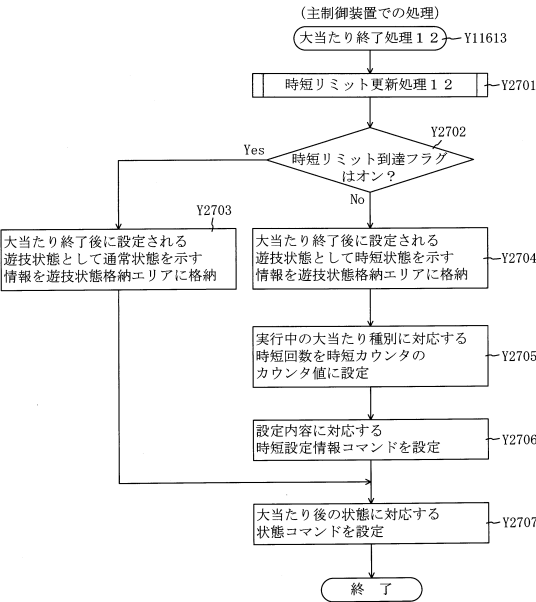 (主制御装置での処理)
大当たり終了処理12
Y11613
時短リミット更新処理12
Y2701
Y2702
時短リミット到達フラグ
はオン?
Yes
No
Y2703
大当たり終了後に設定される
遊技状態として通常状態を示す
情報を遊技状態格納エリアに格納
大当たり終了後に設定される
遊技状態として時短状態を示す
情報を遊技状態格納エリアに格納
Y2704
実行中の大当たり種別に対応する
時短回数を時短カウンタの
カウンタ値に設定
Y2705
設定内容に対応する
時短設定情報コマンドを設定
Y2706
大当たり後の状態に対応する
状態コマンドを設定
Y2707
終 了